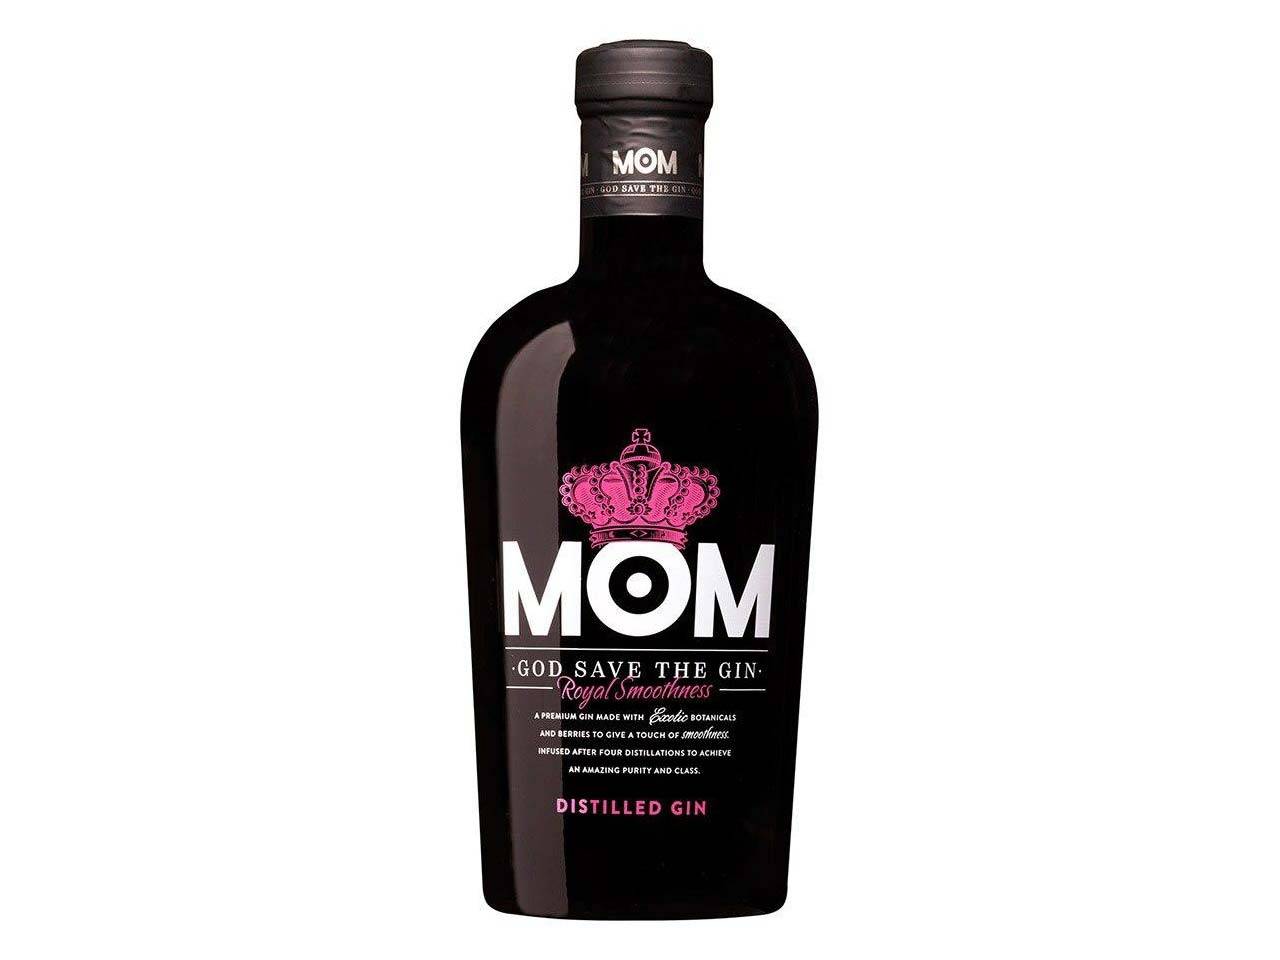 MOM
GIN · GOD SAVE THE GIN ·
MOM
·GOD SAVE THE GIN·
Royal Smoothness
A PREMIUM GIN MADE WITH Exotic BOTANICALS
AND BERRIES TO GIVE A TOUCH OF smoothness.
INFUSED AFTER FOUR DISTILLATIONS TO ACHIEVE
AN AMAZING PURITY AND CLASS.
DISTILLED GIN